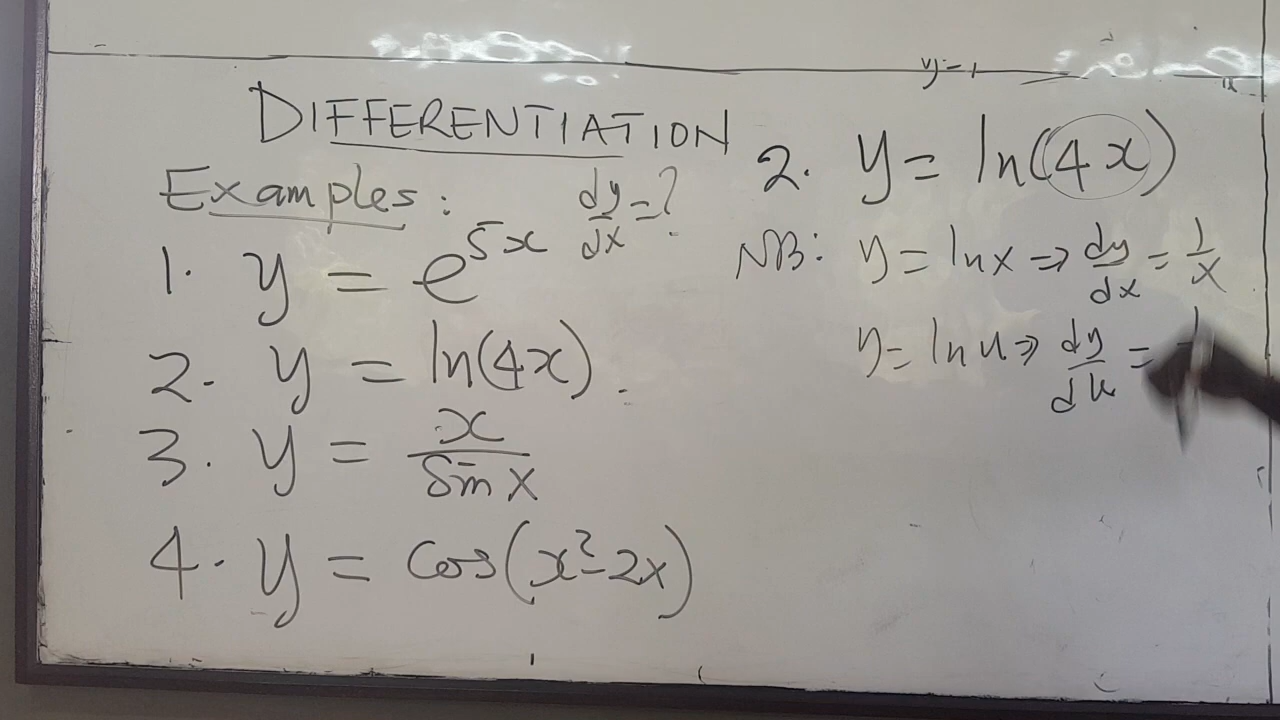 DIFFERENTIATION
Examples: dy/dx = ?
1. y = e^5x
2. y = ln(4x).
3. y = x/sin x
4. y = cos(x²-2x)
y = 1
2. y = ln(4x)
NB: y = ln x ⇒ dy/dx = 1/x
y = ln u ⇒ dy/du =